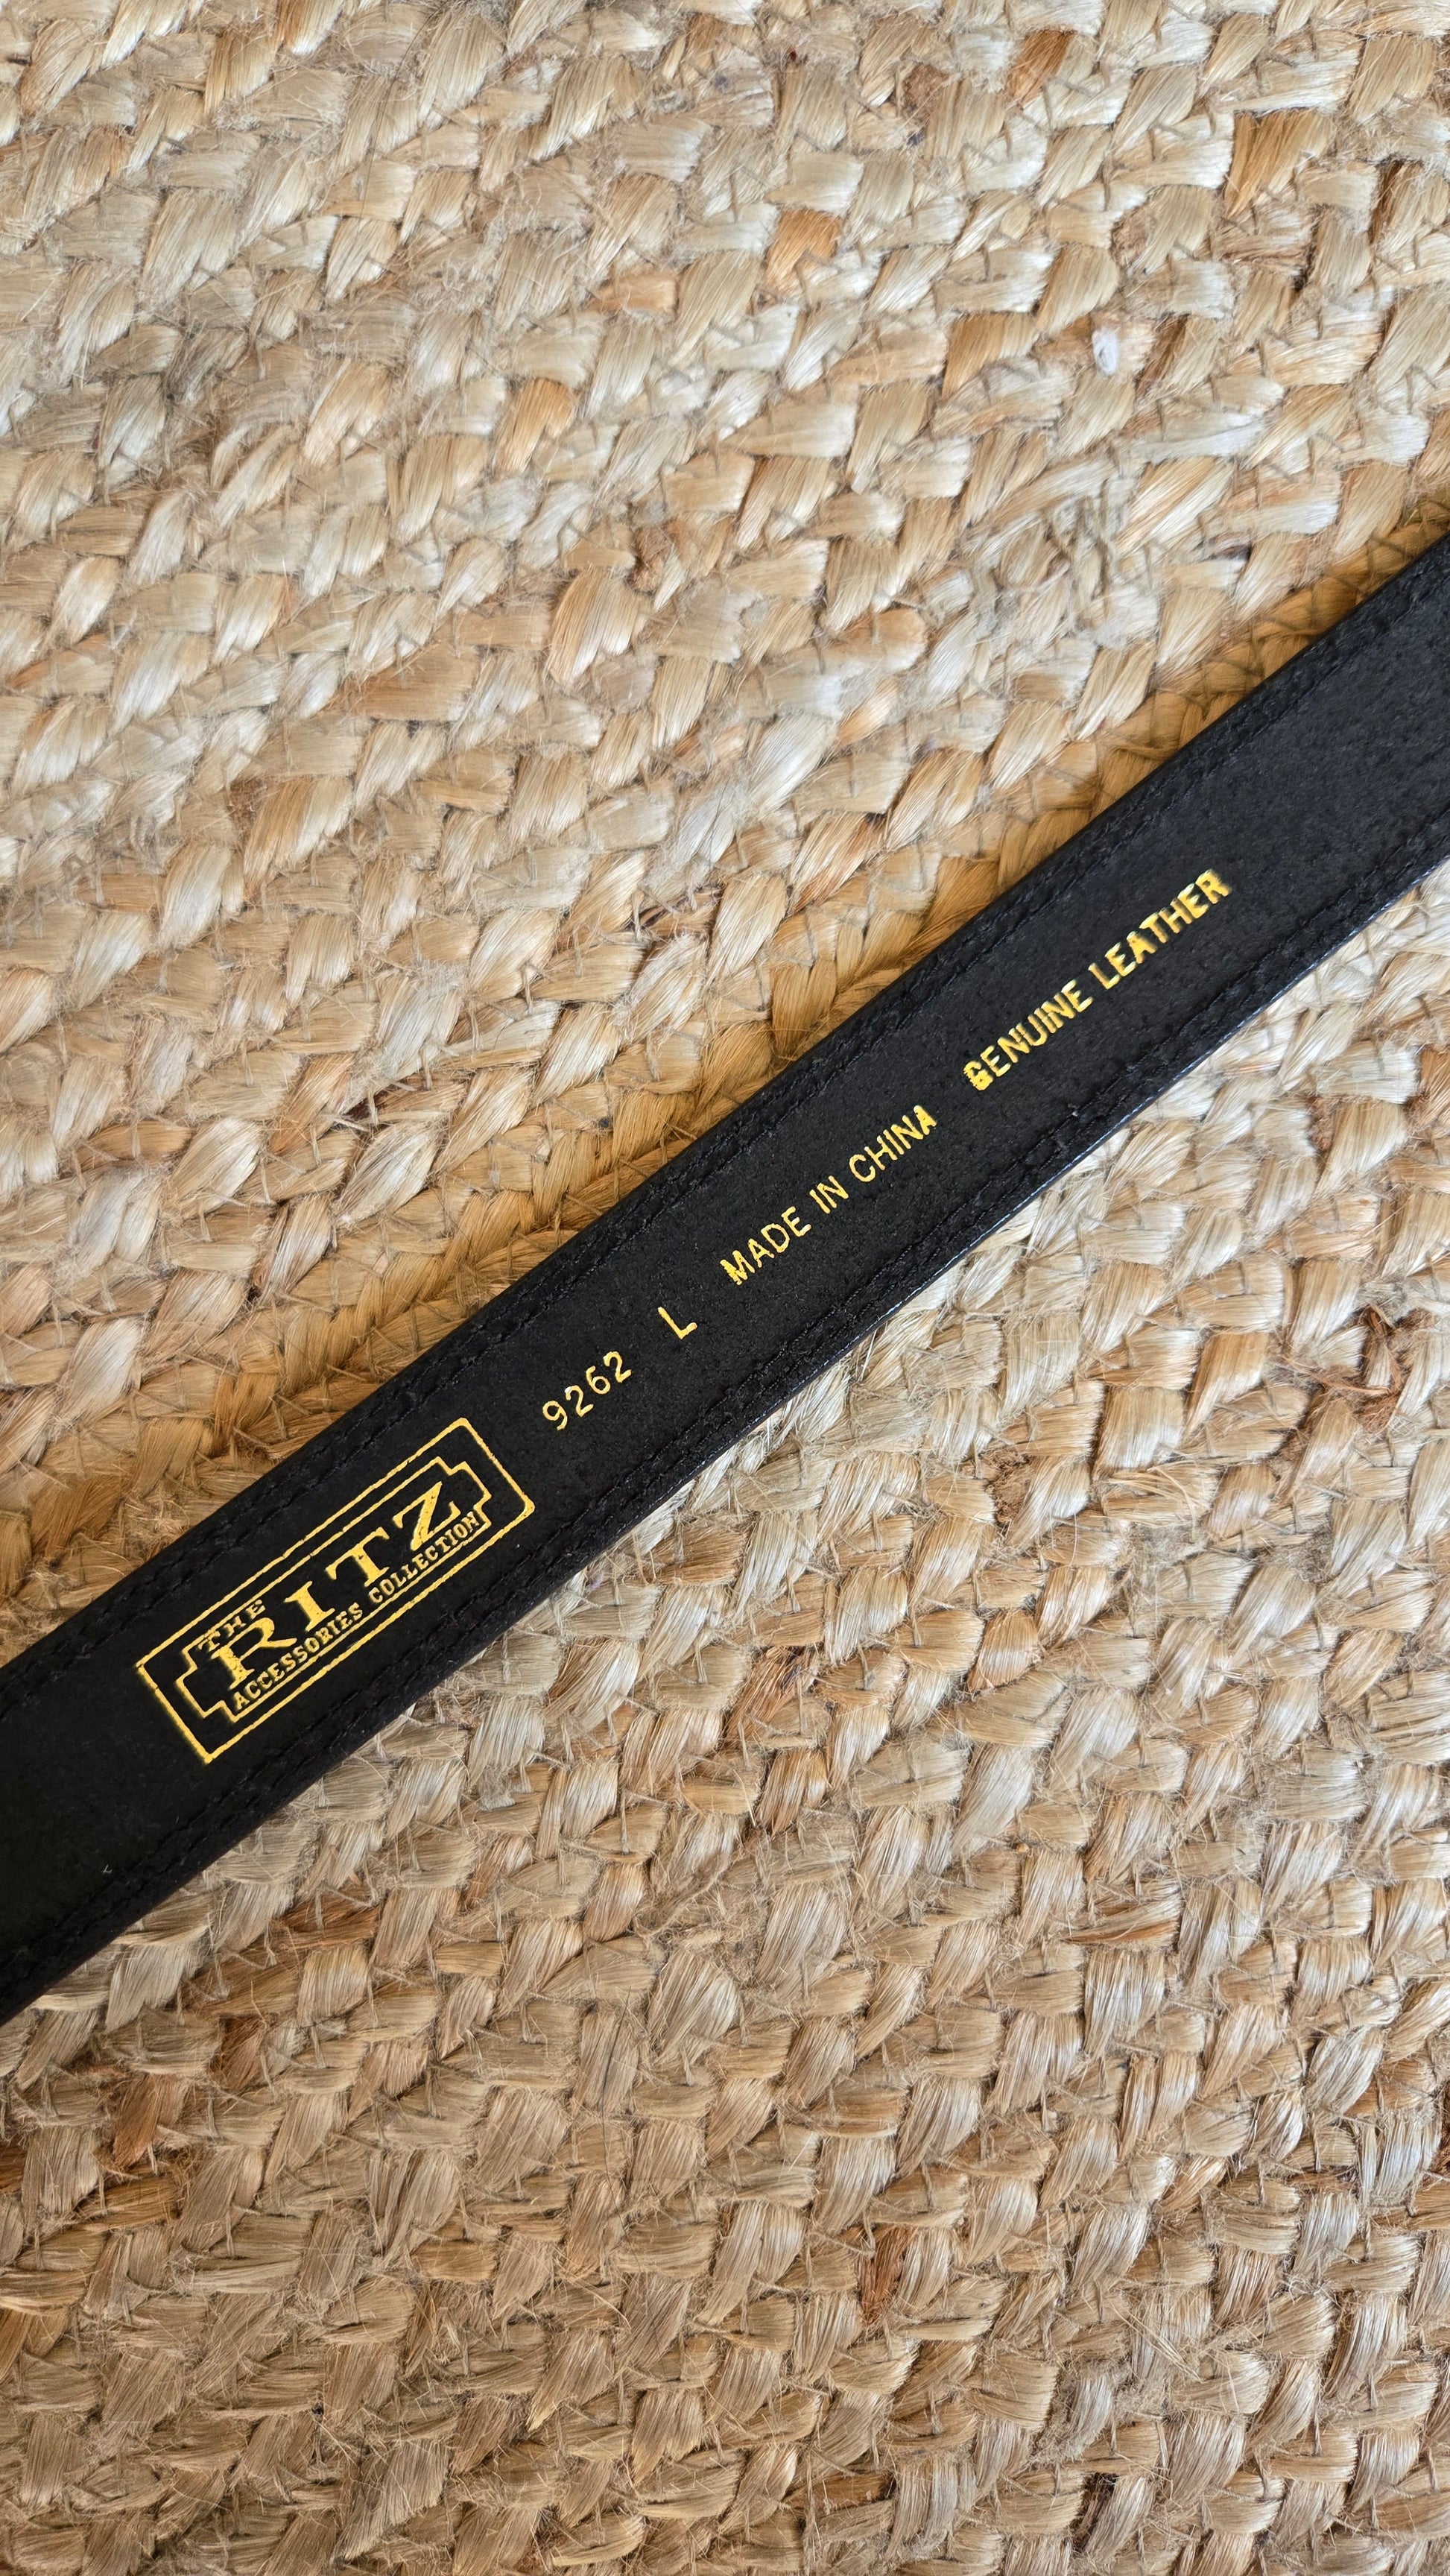 THE
RITZ
ACCESSORIES COLLECTION
9262 L MADE IN CHINA GENUINE LEATHER